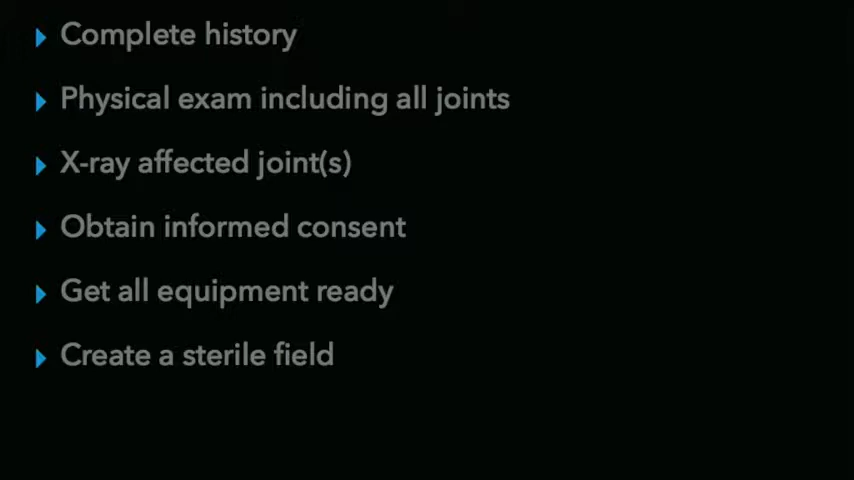 Complete history
Physical exam including all joints
X-ray affected joint(s)
Obtain informed consent
Get all equipment ready
Create a sterile field